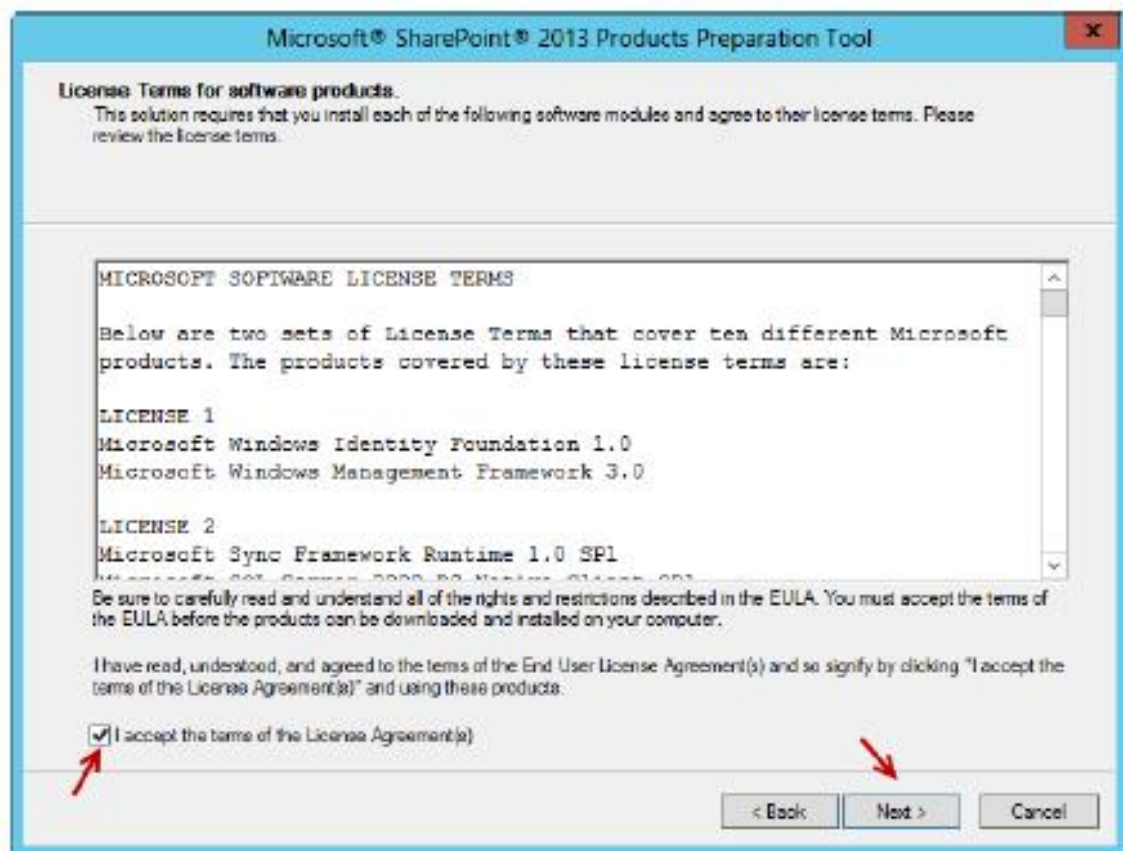 Microsoft® SharePoint® 2013 Products Preparation Tool
x
License Terms for software products.
This solution requires that you install each of the following software modules and agree to their license terms. Please
review the license terms.
MICROSOFT SOFTWARE LICENSE TERMS
Below are two sets of License Terms that cover ten different Microsoft
products. The products covered by these license terms are:
LICENSE 1
Microsoft Windows Identity Foundation 1.0
Microsoft Windows Management Framework 3.0
LICENSE 2
Microsoft Sync Framework Runtime 1.0 SP1
Be sure to carefully read and understand all of the rights and restrictions described in the EULA. You must accept the terms of
the EULA before the products can be downloaded and installed on your computer.
I have read, understood, and agreed to the terms of the End User License Agreement(s) and so signify by clicking "I accept the
terms of the License Agreement(s)" and using these products.
I accept the terms of the License Agreement(s)
< Back
Next >
Cancel